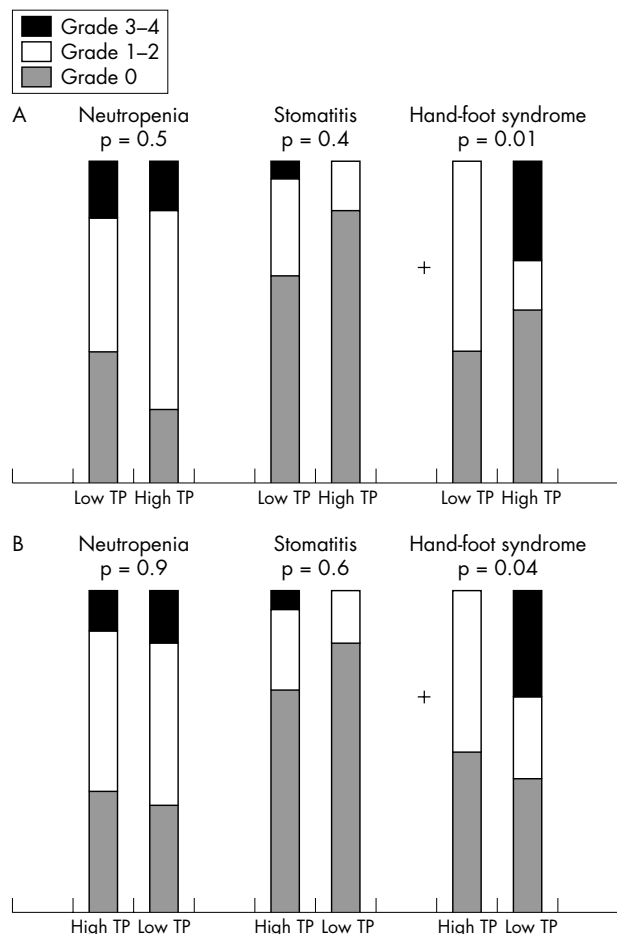 Grade 3–4
Grade 1–2
Grade 0
A
Neutropenia
p = 0.5
Stomatitis
p = 0.4
Hand-foot syndrome
p = 0.01
+
Low TP High TP Low TP High TP Low TP High TP
B
Neutropenia
p = 0.9
Stomatitis
p = 0.6
Hand-foot syndrome
p = 0.04
+
High TP Low TP High TP Low TP High TP Low TP